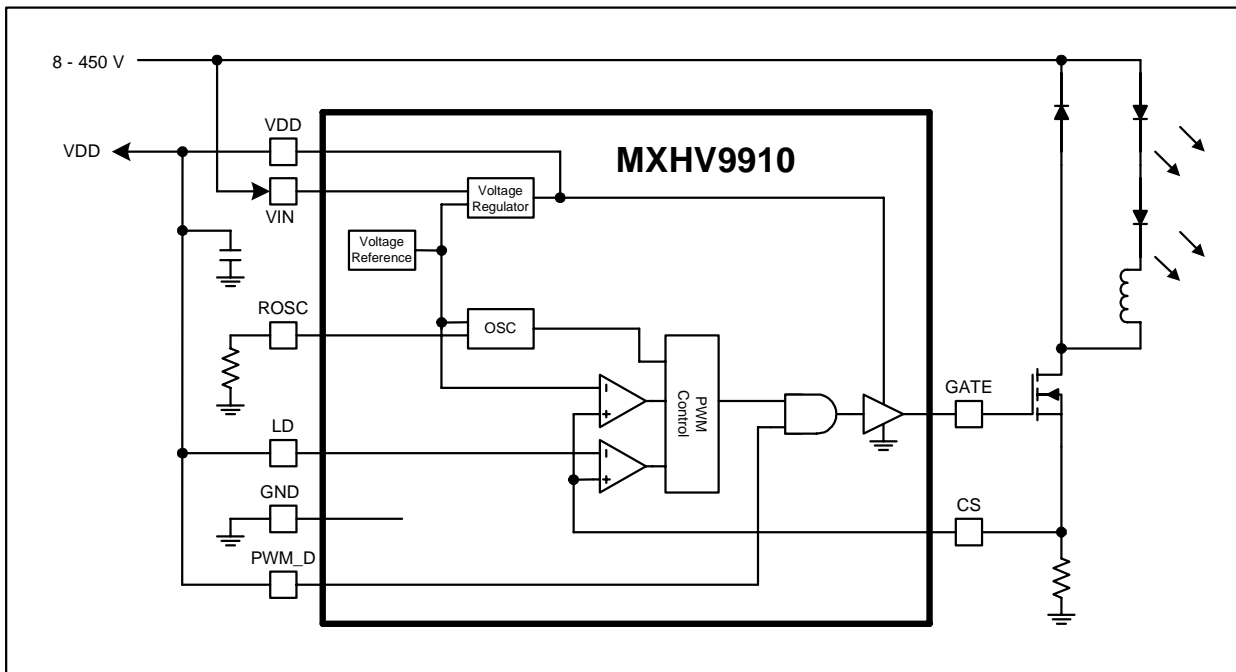 8 - 450 V
VDD
VDD
MXHV9910
VIN
Voltage
Regulator
Voltage
Reference
ROSC
OSC
PWM
Control
GATE
LD
GND
CS
PWM_D
-
+
-
+